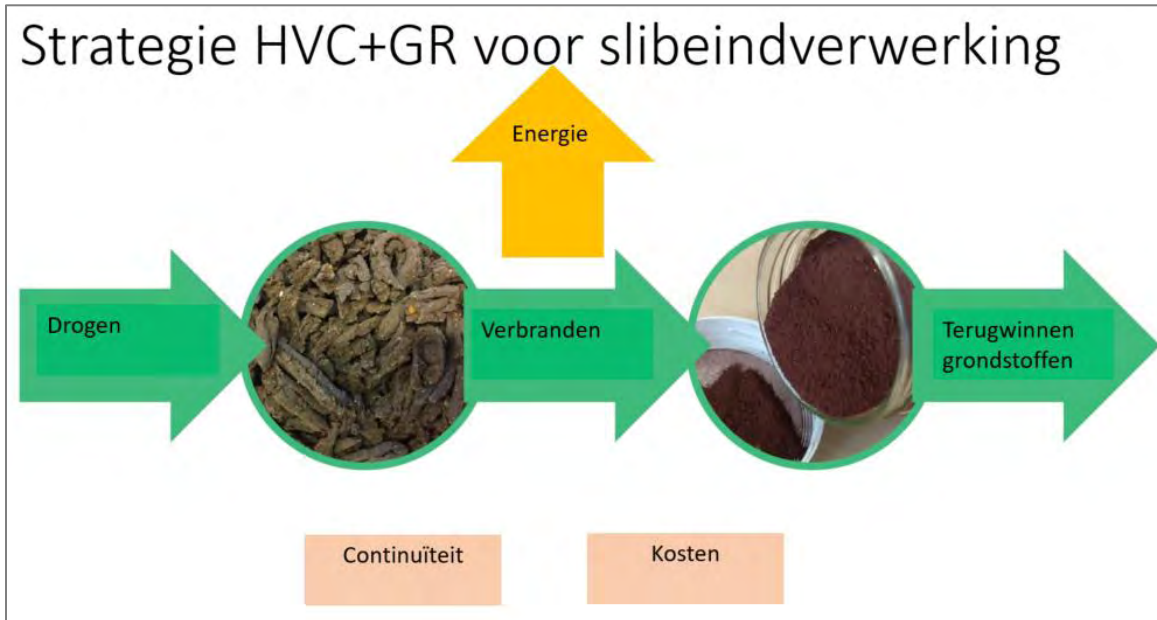 Strategie HVC+GR voor slibeindverwerking
Energie
Drogen
Verbranden
Terugwinnen
grondstoffen
Continuïteit
Kosten